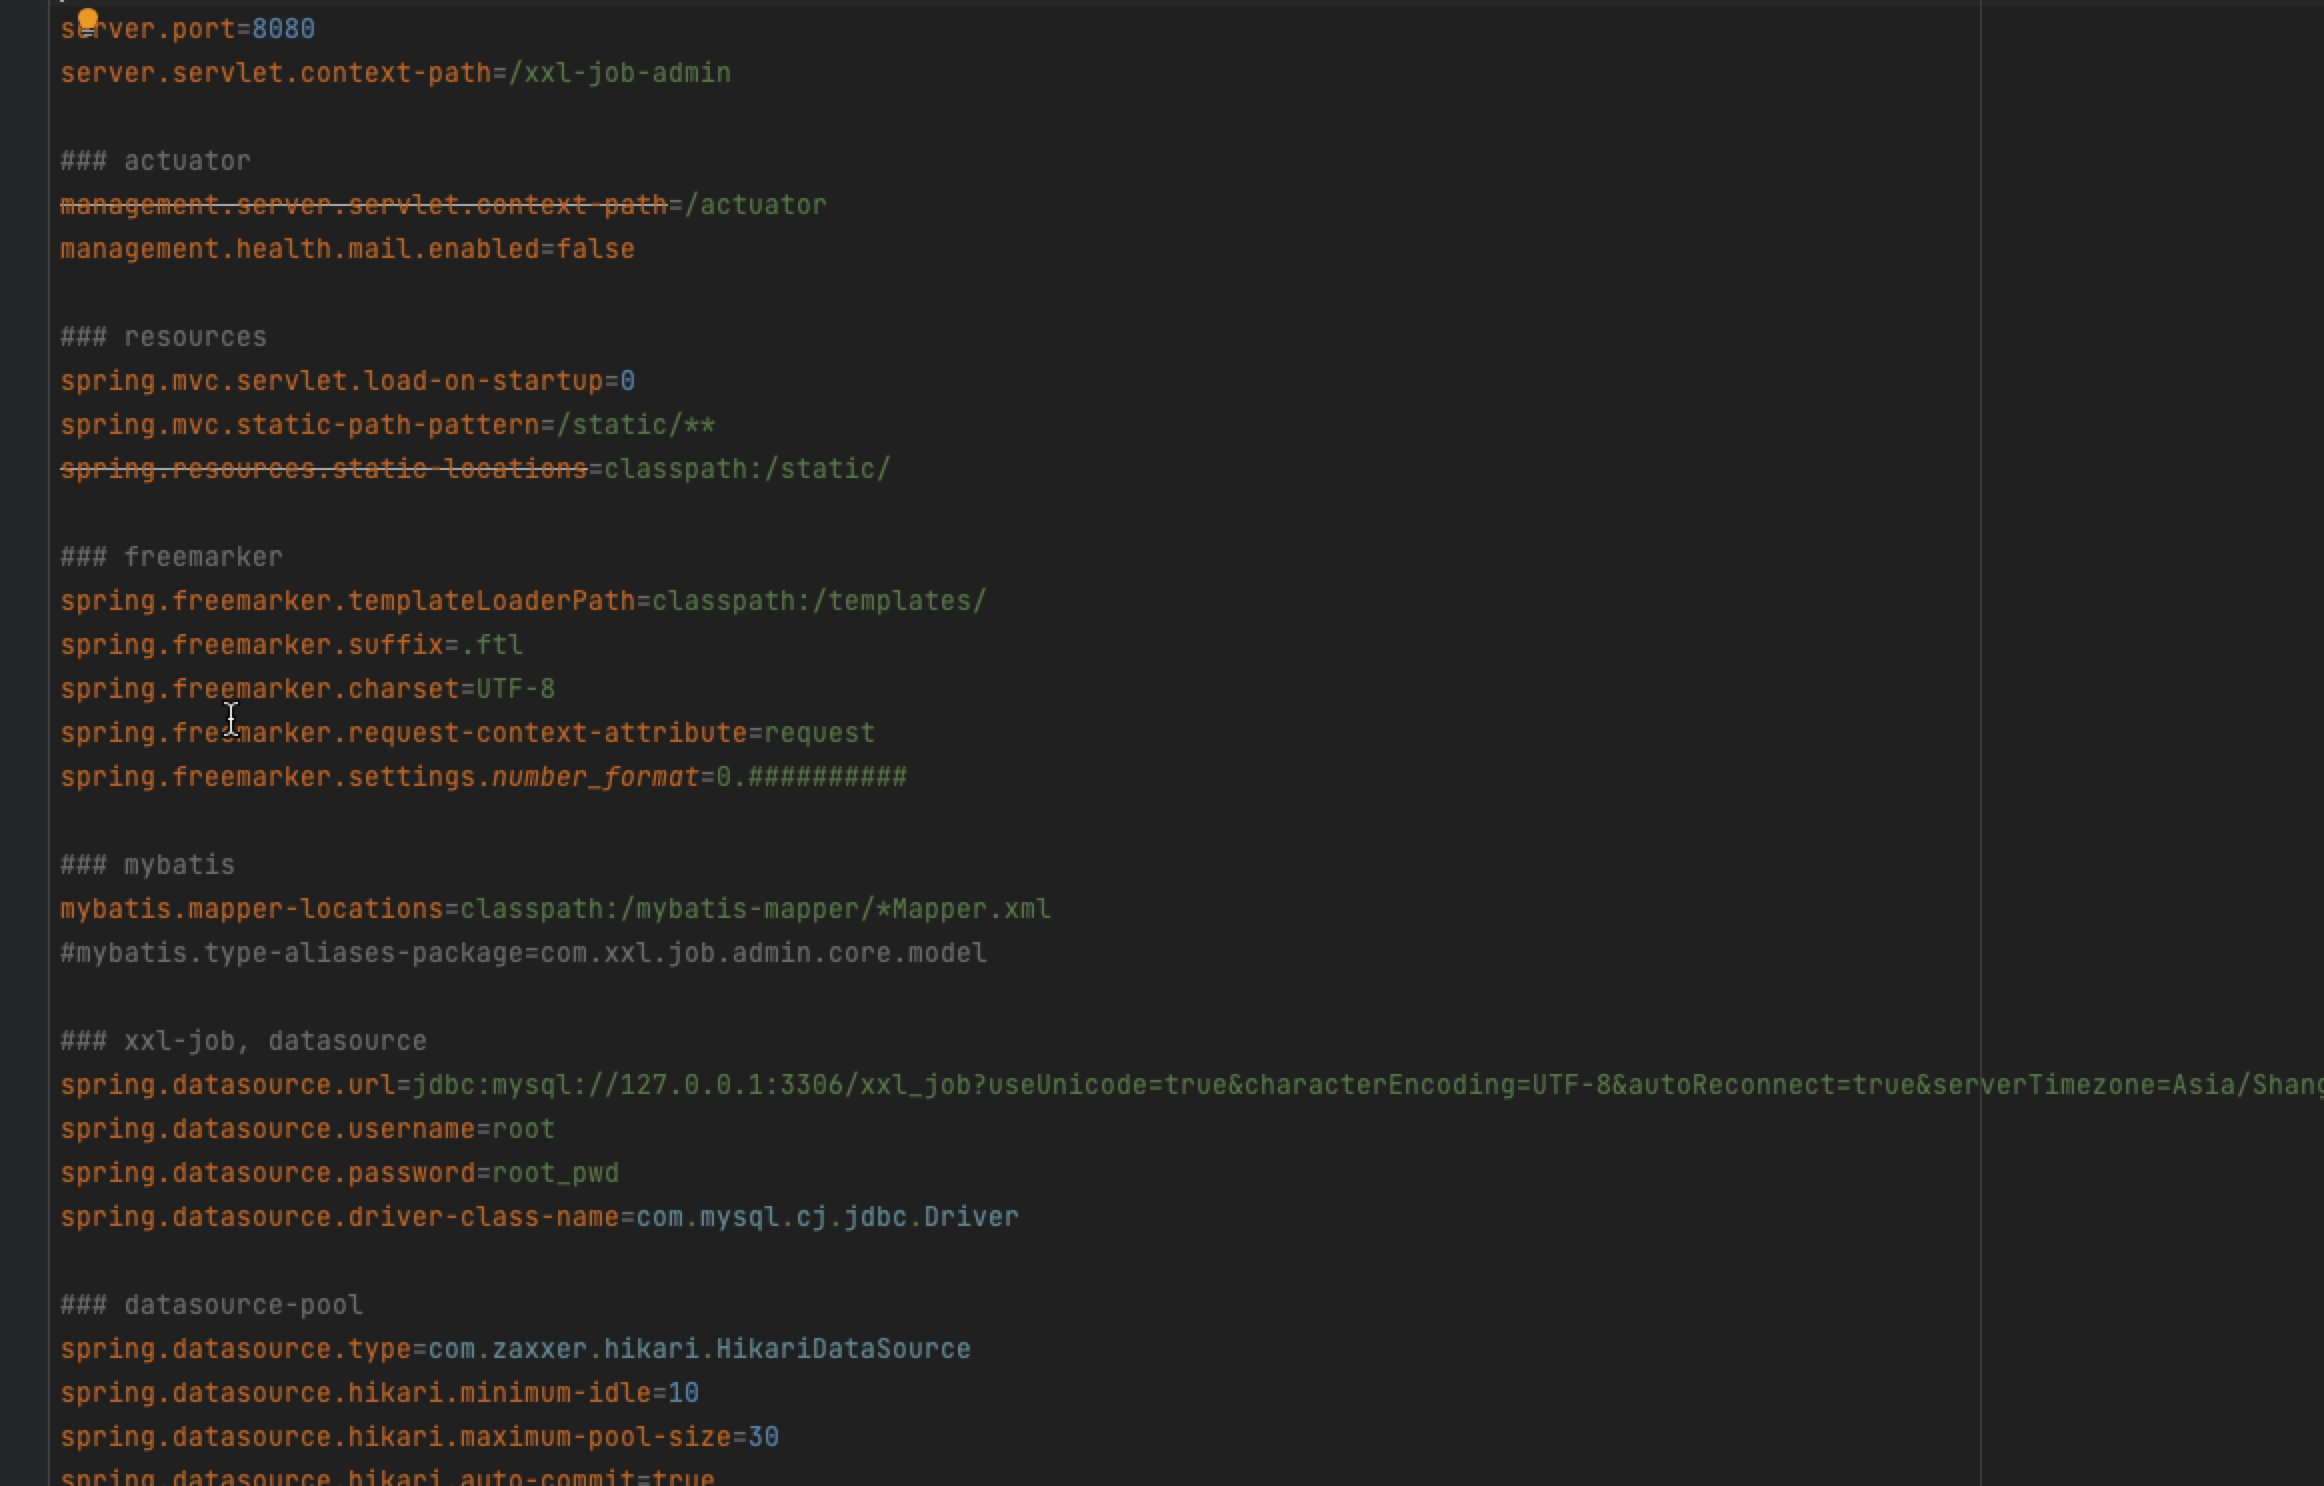 server.port=8080
server.servlet.context-path=/xxl-job-admin
### actuator
management.server.servlet.context-path=/actuator
management.health.mail.enabled=false
### resources
spring.mvc.servlet.load-on-startup=0
spring.mvc.static-path-pattern=/static/**
spring.resources.static-locations=classpath:/static/
### freemarker
spring.freemarker.templateLoaderPath=classpath:/templates/
spring.freemarker.suffix=.ftl
spring.freemarker.charset=UTF-8
spring.freemarker.request-context-attribute=request
spring.freemarker.settings.number_format=0.##########
### mybatis
mybatis.mapper-locations=classpath:/mybatis-mapper/*Mapper.xml
#mybatis.type-aliases-package=com.xxl.job.admin.core.model
### xxl-job, datasource
spring.datasource.url=jdbc:mysql://127.0.0.1:3306/xxl_job?useUnicode=true&characterEncoding=UTF-8&autoReconnect=true&serverTimezone=Asia/Shang
spring.datasource.username=root
spring.datasource.password=root_pwd
spring.datasource.driver-class-name=com.mysql.cj.jdbc.Driver
### datasource-pool
spring.datasource.type=com.zaxxer.hikari.HikariDataSource
spring.datasource.hikari.minimum-idle=10
spring.datasource.hikari.maximum-pool-size=30
spring.datasource.hikari.auto-commit=true